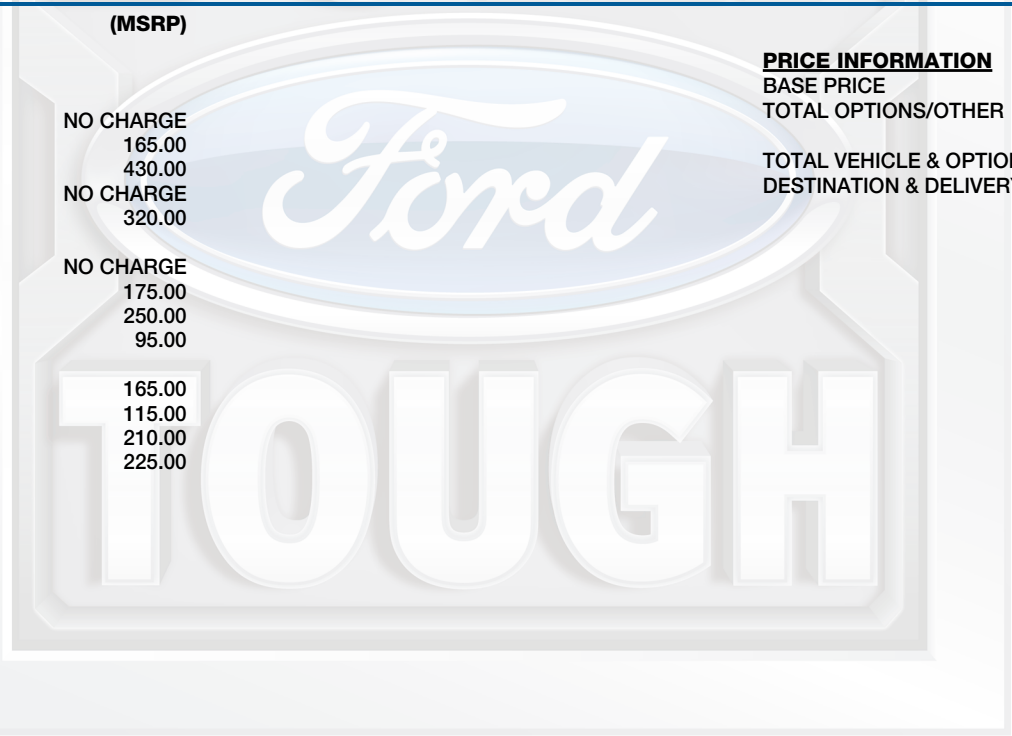 (MSRP)
NO CHARGE
165.00
430.00
NO CHARGE
320.00
NO CHARGE
175.00
250.00
95.00
165.00
115.00
210.00
225.00
PRICE INFORMATION
BASE PRICE
TOTAL OPTIONS/OTHER
TOTAL VEHICLE & OPTION
DESTINATION & DELIVERY
Ford
TOUGH